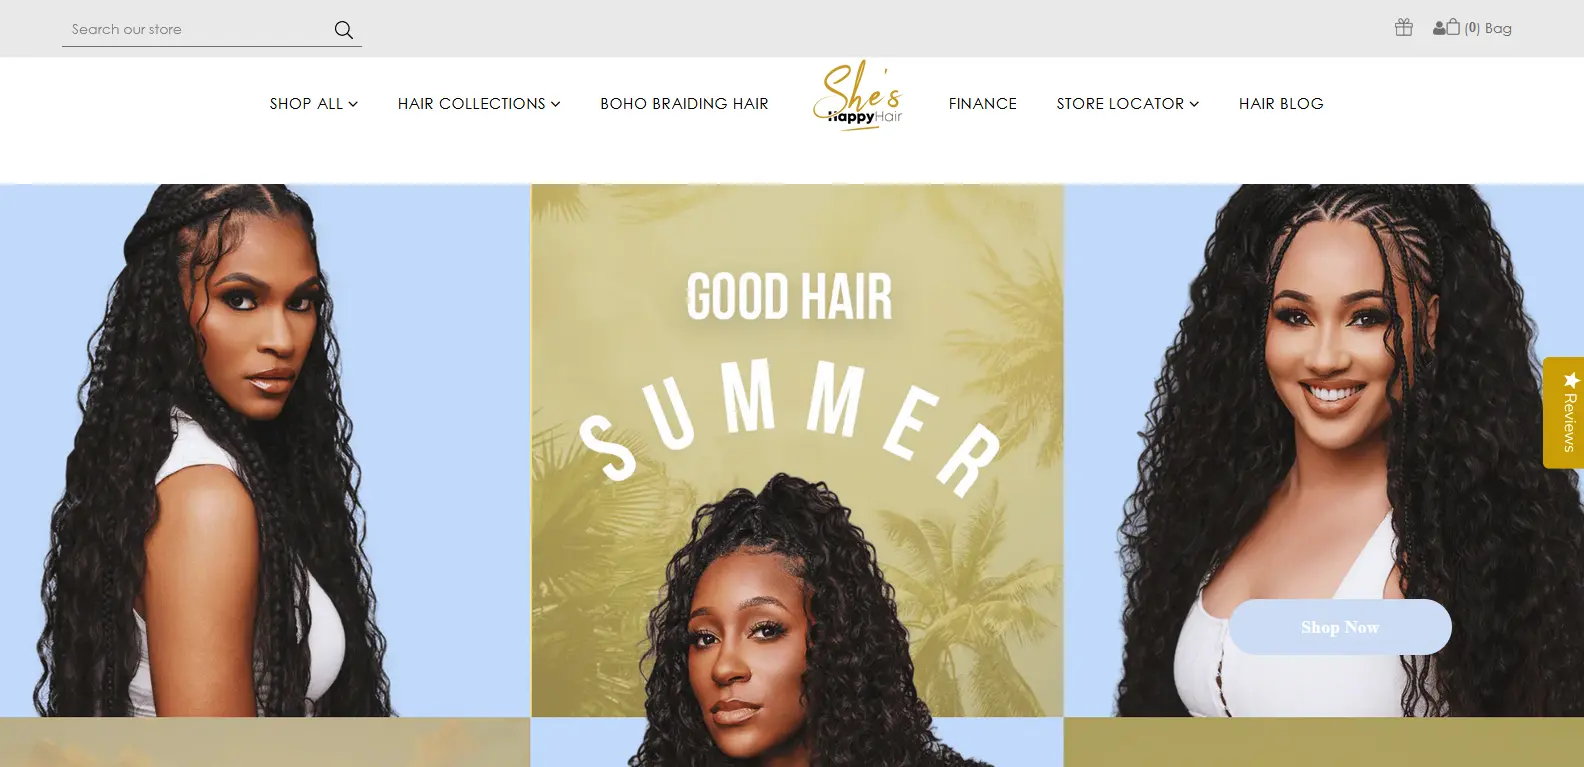 Search our store
(0) Bag
SHOP ALL
HAIR COLLECTIONS
BOHO BRAIDING HAIR
She's
HappyHair
FINANCE
STORE LOCATOR
HAIR BLOG
GOOD HAIR
SUMMER
Reviews
Shop Now